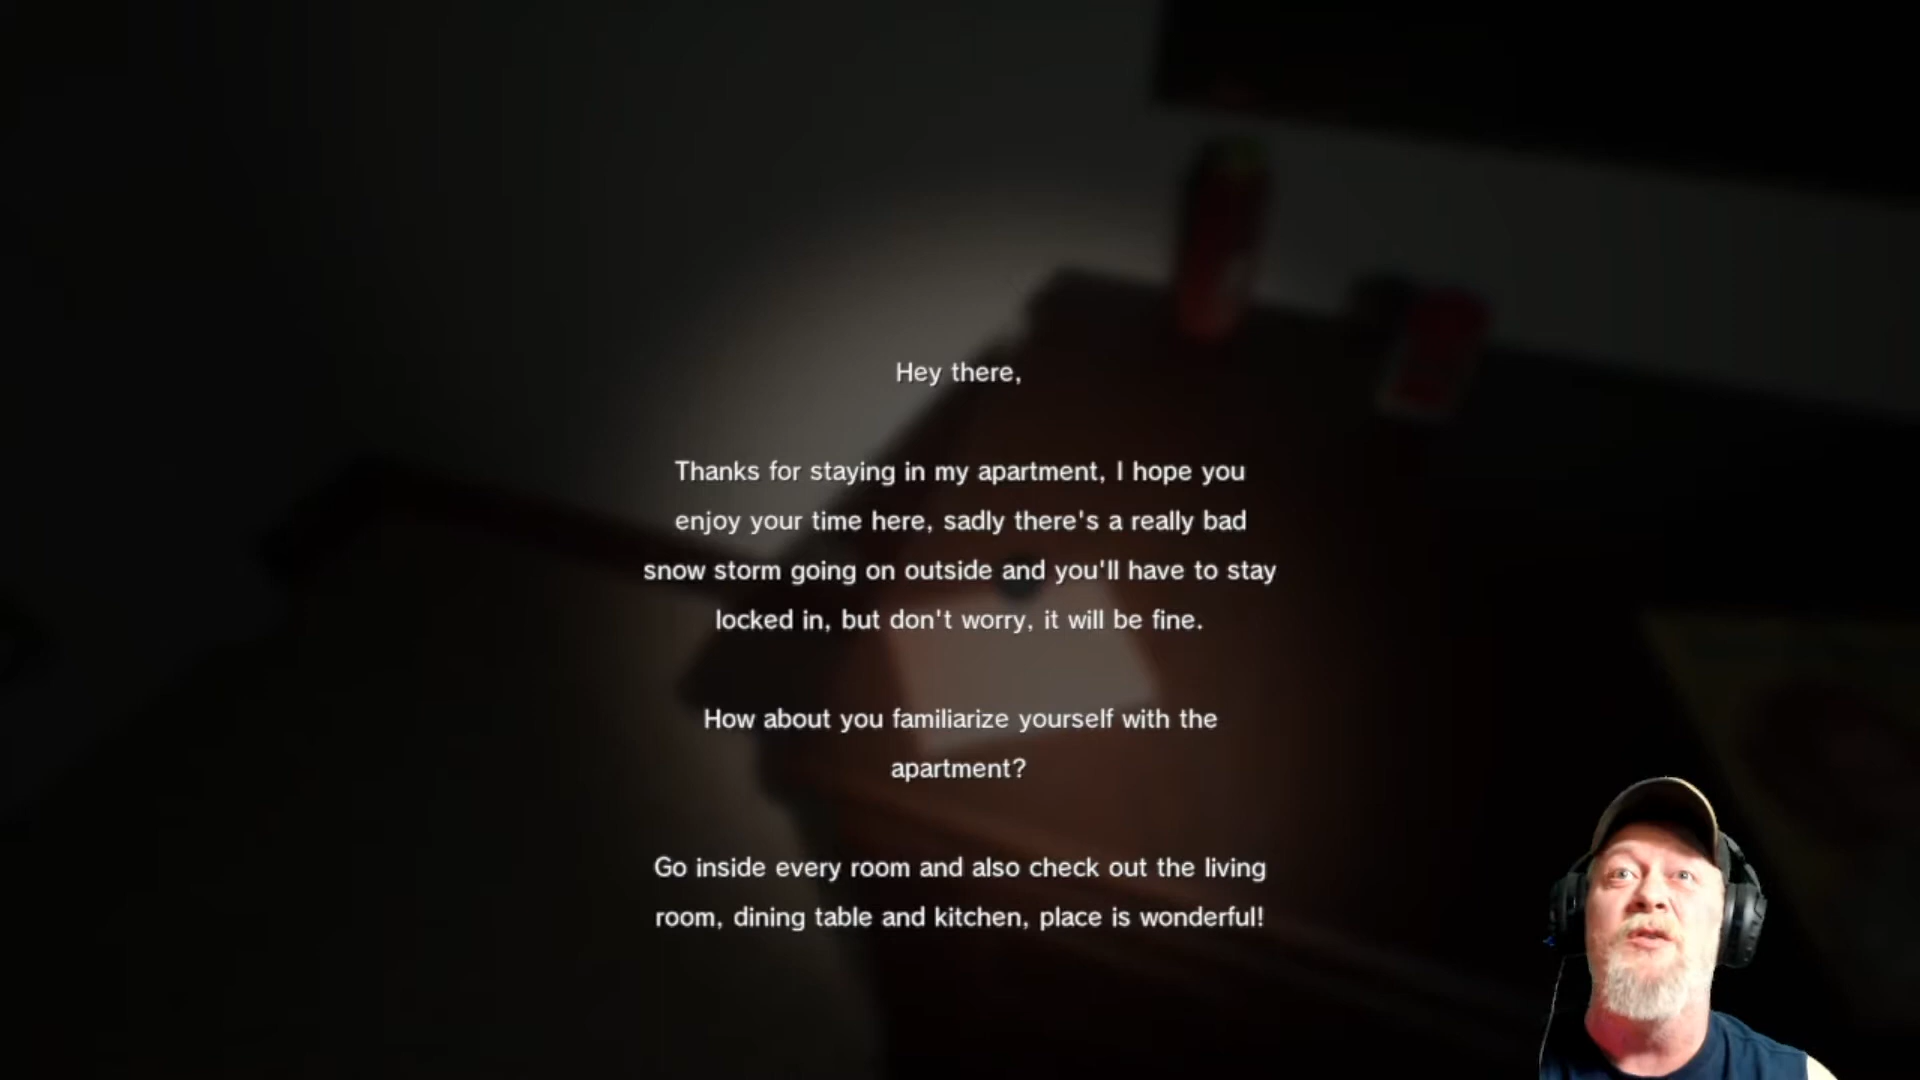 Hey there,
Thanks for staying in my apartment, I hope you
enjoy your time here, sadly there's a really bad
snow storm going on outside and you'll have to stay
locked in, but don't worry, it will be fine.
How about you familiarize yourself with the
apartment?
Go inside every room and also check out the living
room, dining table and kitchen, place is wonderful!